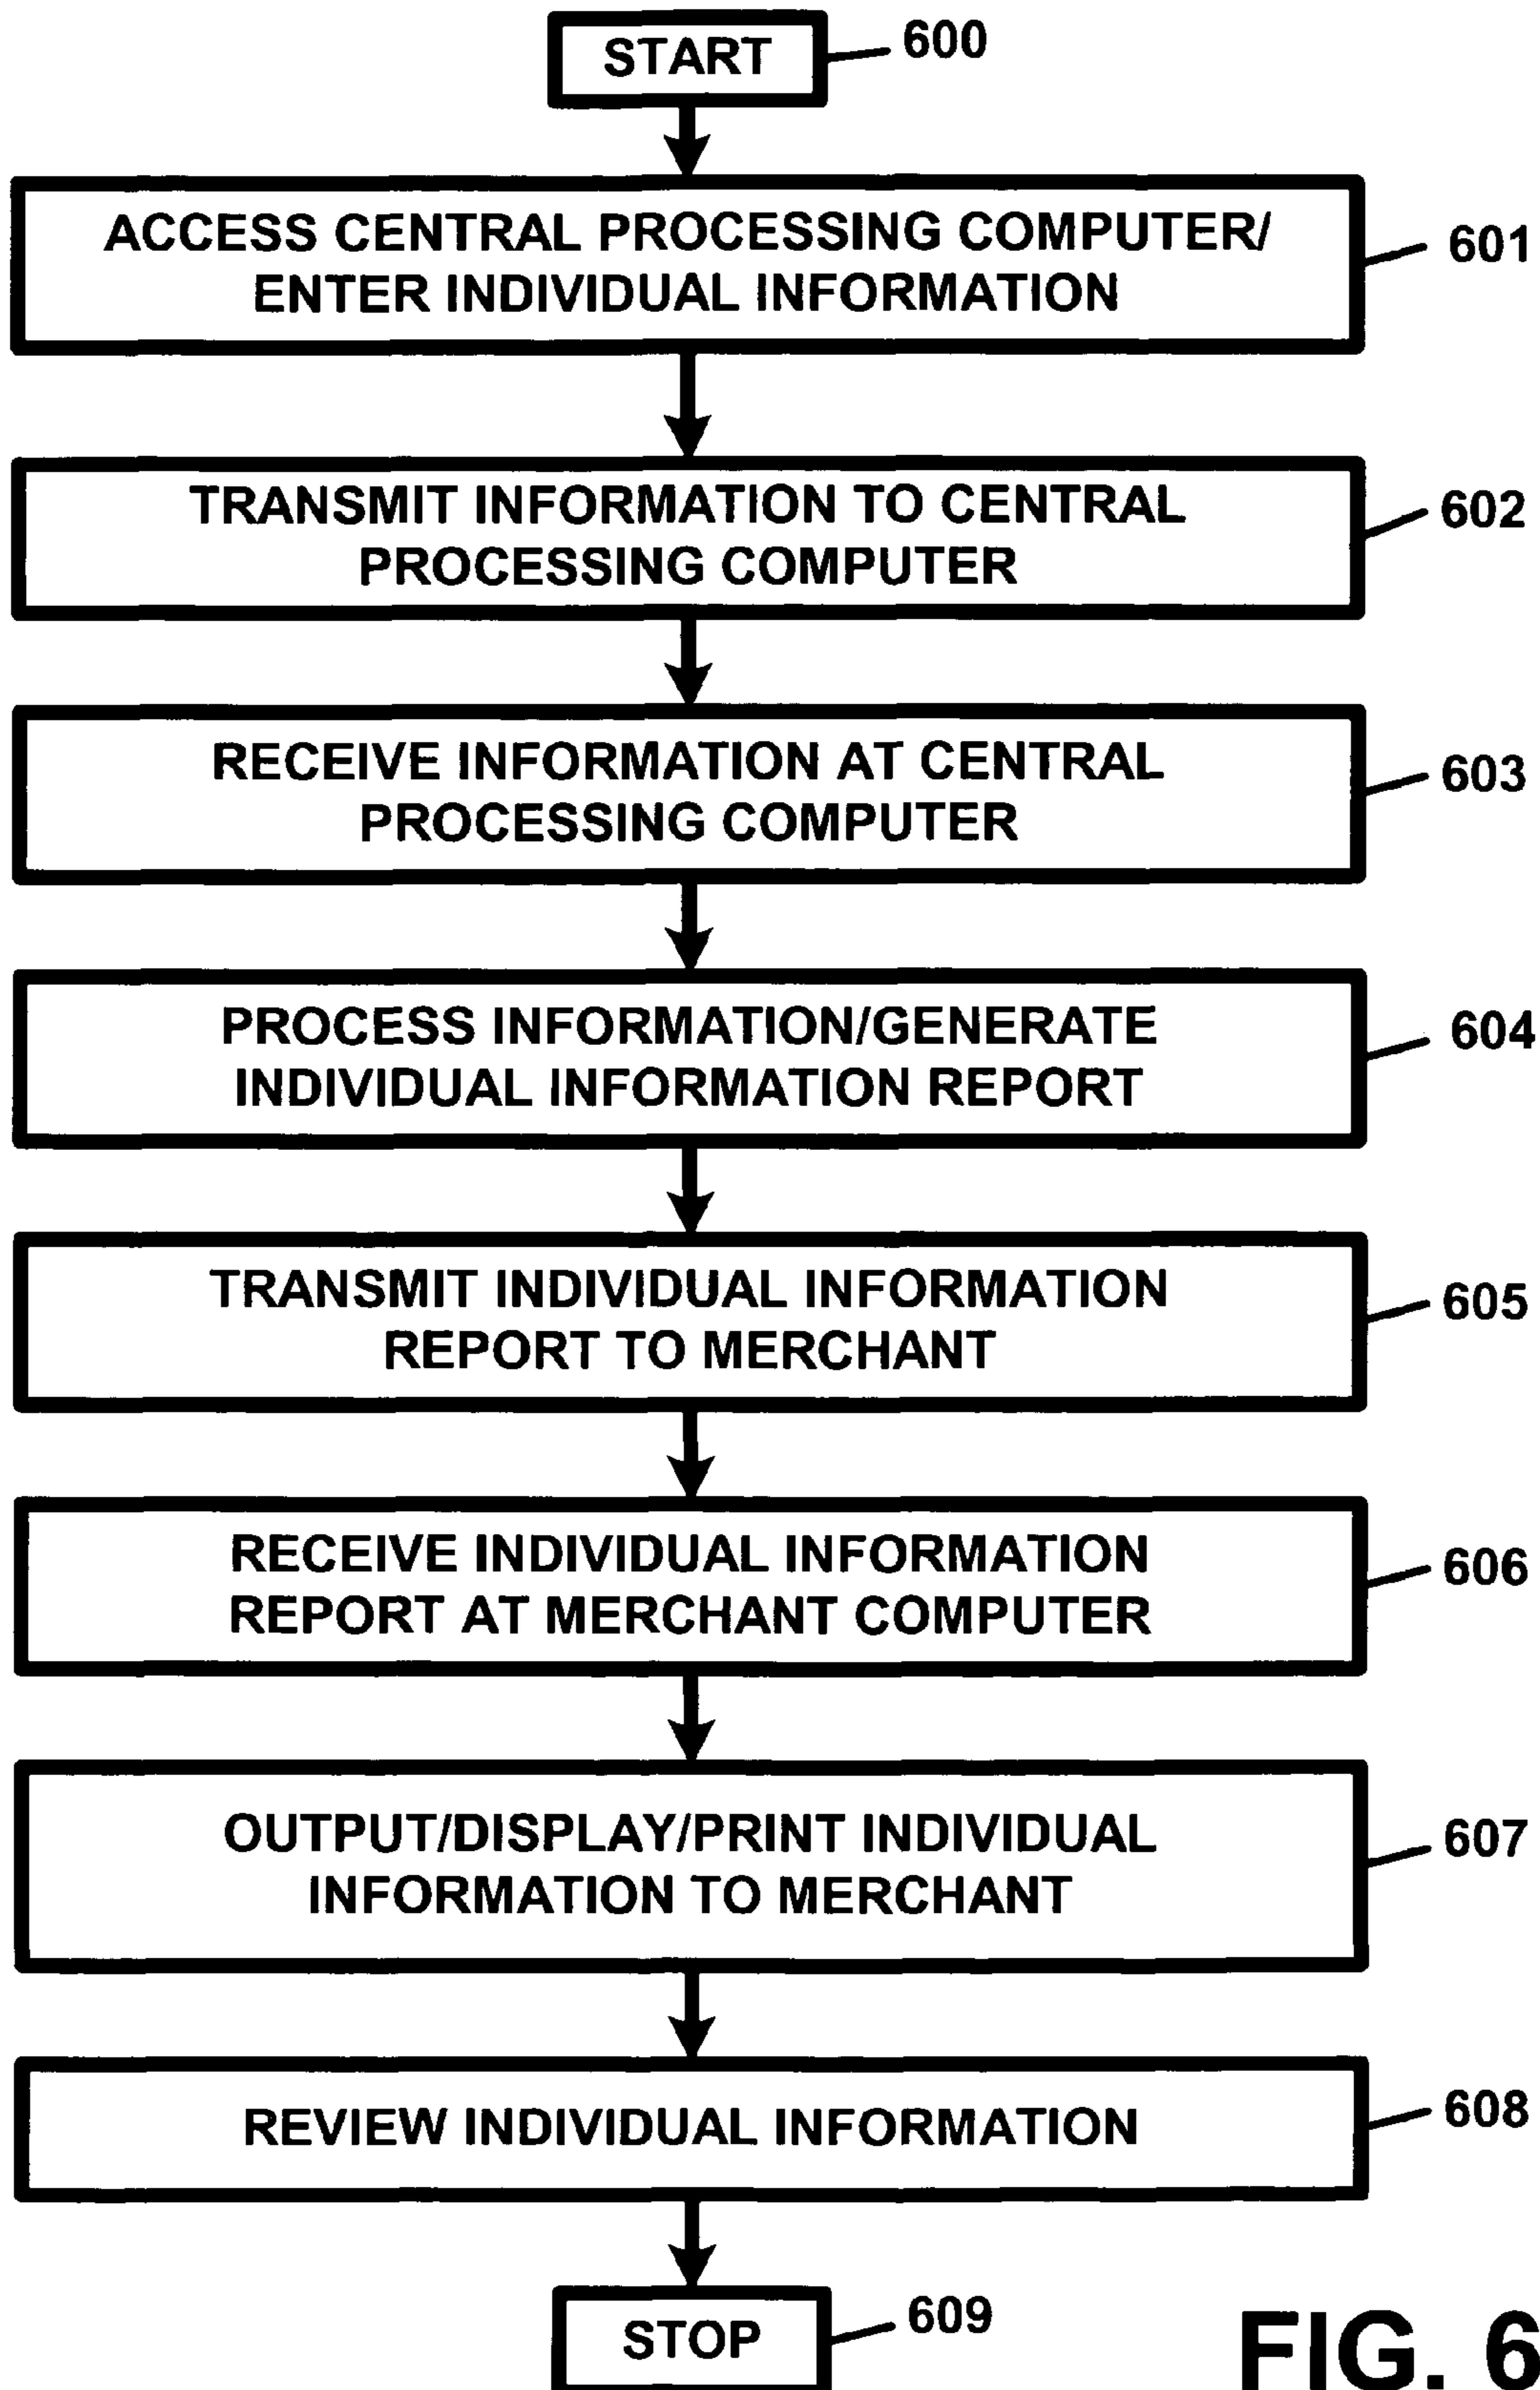 START
600
ACCESS CENTRAL PROCESSING COMPUTER/
ENTER INDIVIDUAL INFORMATION
601
TRANSMIT INFORMATION TO CENTRAL
PROCESSING COMPUTER
602
RECEIVE INFORMATION AT CENTRAL
PROCESSING COMPUTER
603
PROCESS INFORMATION/GENERATE
INDIVIDUAL INFORMATION REPORT
604
TRANSMIT INDIVIDUAL INFORMATION
REPORT TO MERCHANT
605
RECEIVE INDIVIDUAL INFORMATION
REPORT AT MERCHANT COMPUTER
606
OUTPUT/DISPLAY/PRINT INDIVIDUAL
INFORMATION TO MERCHANT
607
REVIEW INDIVIDUAL INFORMATION
608
STOP
609
FIG. 6